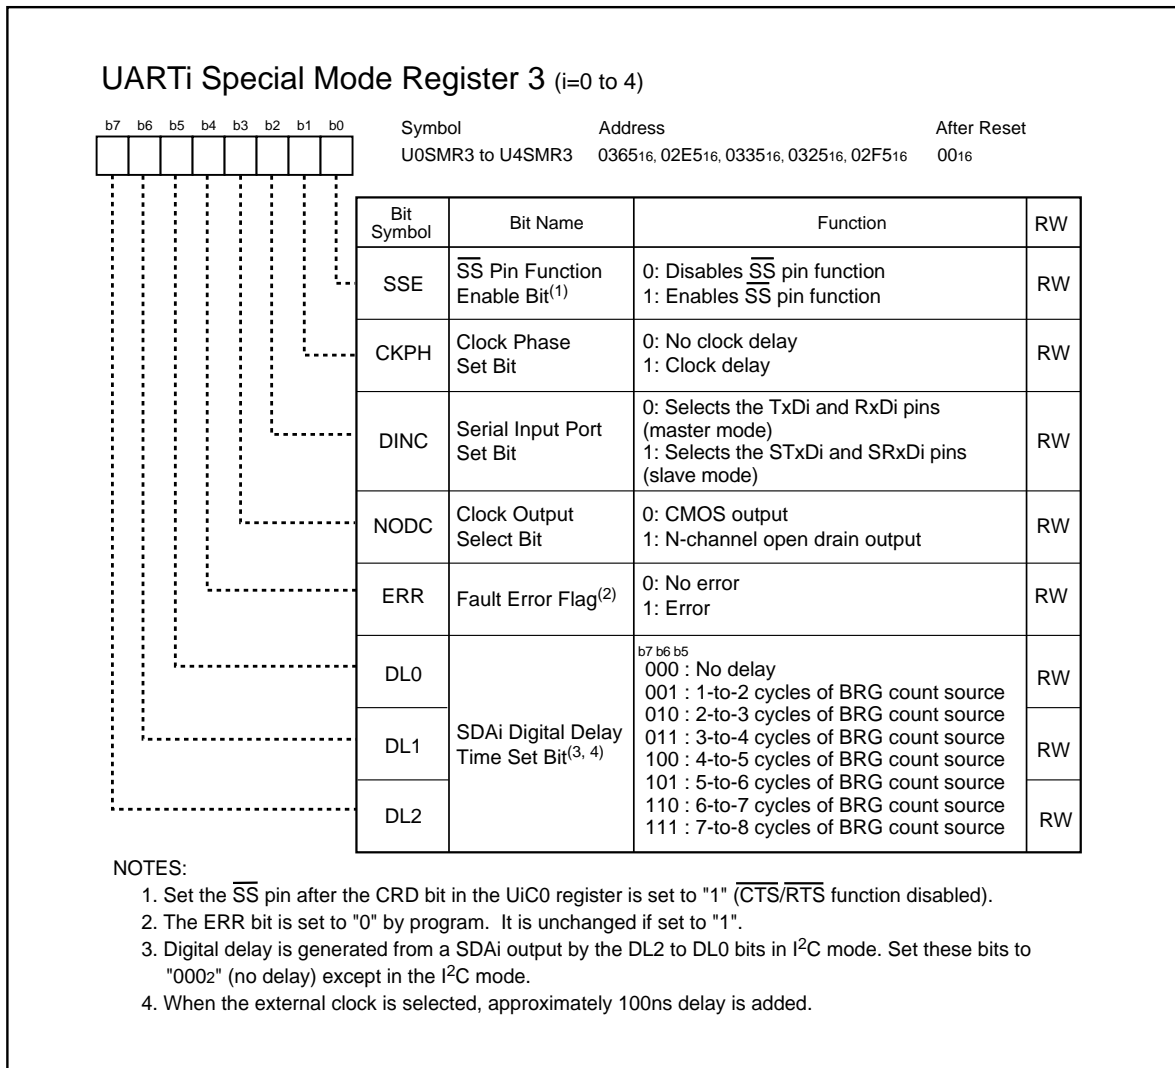 UARTi Special Mode Register 3 (i=0 to 4)
b7 b6 b5 b4 b3 b2 b1 b0
Symbol Address After Reset
U0SMR3 to U4SMR3 036516, 02E516, 033516, 032516, 02F516 0016
Bit Symbol Bit Name Function RW
SSE SS Pin Function Enable Bit(1) RW
0: Disables SS pin function
1: Enables SS pin function
CKPH Clock Phase Set Bit RW
0: No clock delay
1: Clock delay
DINC Serial Input Port Set Bit RW
0: Selects the TxDi and RxDi pins
(master mode)
1: Selects the STxDi and SRxDi pins
(slave mode)
NODC Clock Output Select Bit RW
0: CMOS output
1: N-channel open drain output
ERR Fault Error Flag(2) RW
0: No error
1: Error
DL0 RW
DL1 RW
DL2 RW
SDAi Digital Delay
Time Set Bit(3, 4)
b7 b6 b5
000 : No delay
001 : 1-to-2 cycles of BRG count source
010 : 2-to-3 cycles of BRG count source
011 : 3-to-4 cycles of BRG count source
100 : 4-to-5 cycles of BRG count source
101 : 5-to-6 cycles of BRG count source
110 : 6-to-7 cycles of BRG count source
111 : 7-to-8 cycles of BRG count source
NOTES:
1. Set the SS pin after the CRD bit in the UiC0 register is set to "1" (CTS/RTS function disabled).
2. The ERR bit is set to "0" by program. It is unchanged if set to "1".
3. Digital delay is generated from a SDAi output by the DL2 to DL0 bits in I2C mode. Set these bits to
"0002" (no delay) except in the I2C mode.
4. When the external clock is selected, approximately 100ns delay is added.